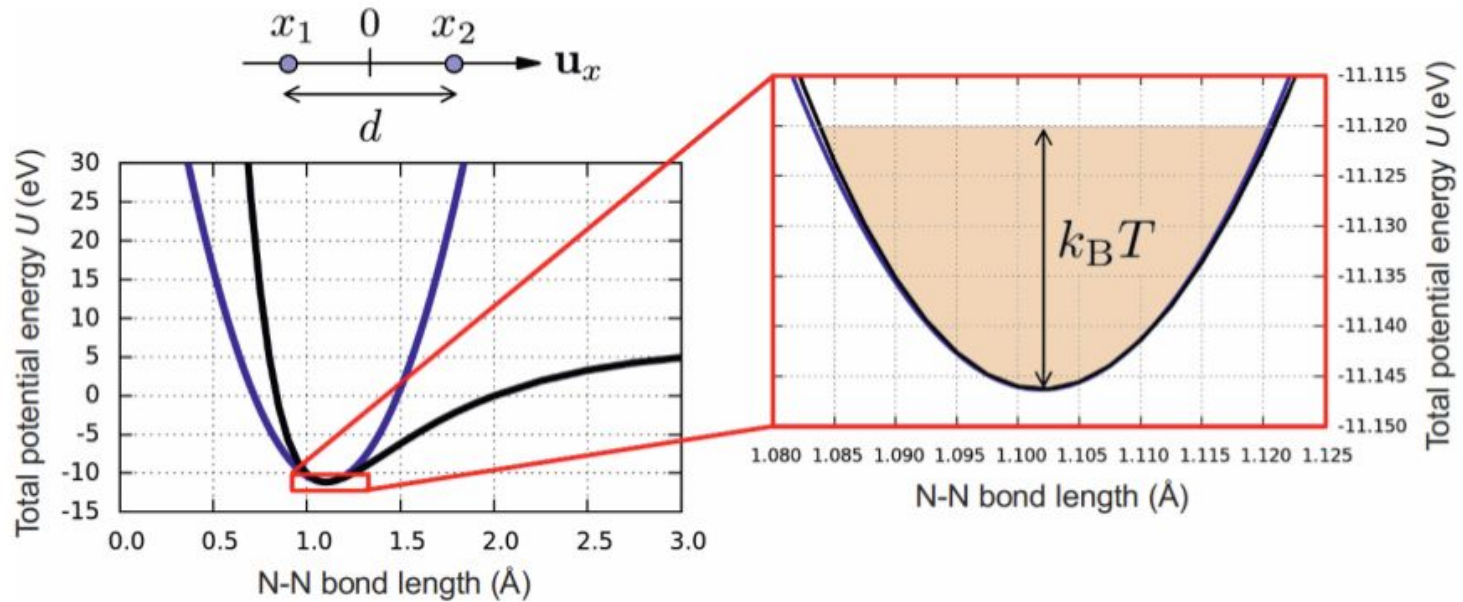 x₁ 0 x₂
uₓ
d
Total potential energy U (eV)
30
25
20
15
10
5
0
-5
-10
-15
0.0 0.5 1.0 1.5 2.0 2.5 3.0
N-N bond length (Å)
k_BT
-11.115
-11.120
-11.125
-11.130
-11.135
-11.140
-11.145
-11.150
Total potential energy U (eV)
1.080 1.085 1.090 1.095 1.100 1.105 1.110 1.115 1.120 1.125
N-N bond length (Å)